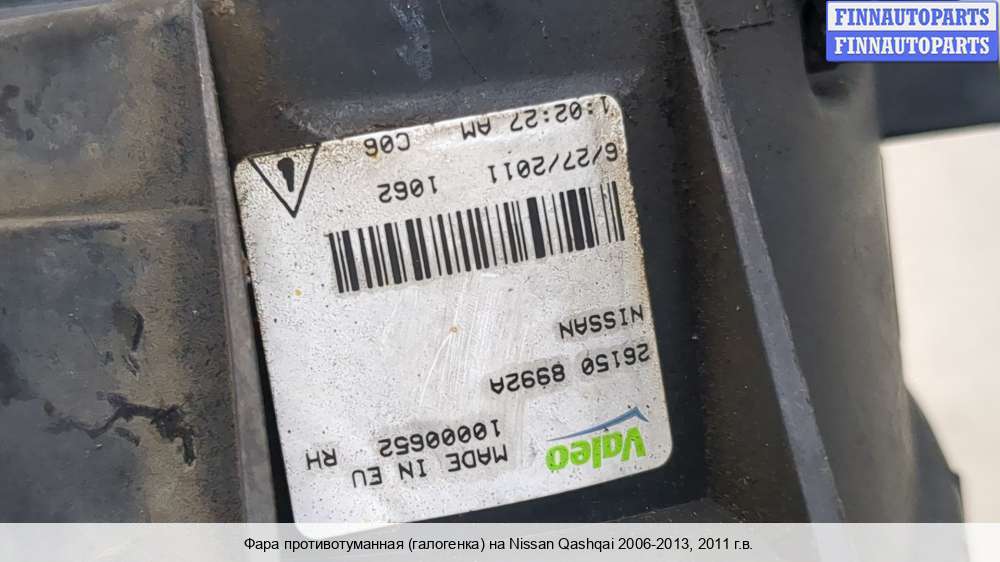 FINNAUTOPARTS
FINNAUTOPARTS
Valeo
MADE IN EU
10000652 RH
26150 8992A
NISSAN
6/27/2011 1062
1:02:27 AM C06
Фара противотуманная (галогенка) на Nissan Qashqai 2006-2013, 2011 г.в.